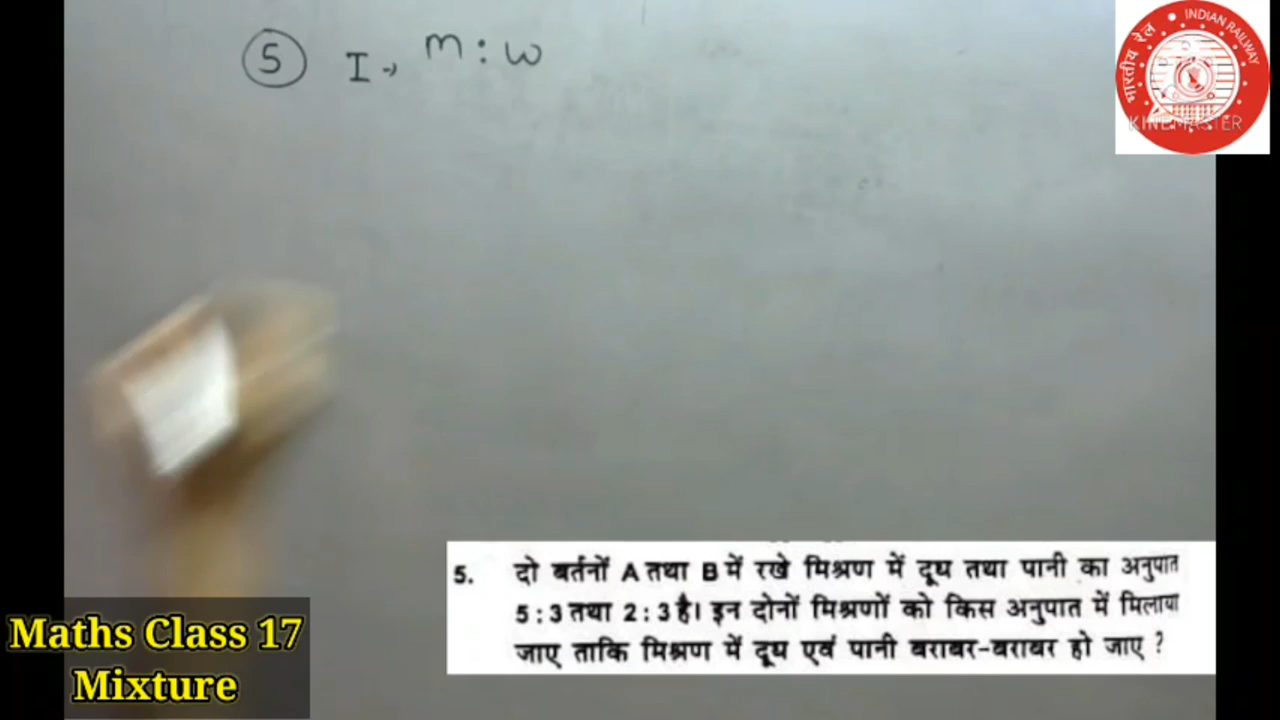 5 I → m : w
INDIAN RAILWAY
भारतीय रेल
KINEMASTER
5. दो बर्तनों A तथा B में रखे मिश्रण में दूध तथा पानी का अनुपात
5 : 3 तथा 2 : 3 है। इन दोनों मिश्रणों को किस अनुपात में मिलाया
जाए ताकि मिश्रण में दूध एवं पानी बराबर-बराबर हो जाए ?
Maths Class 17
Mixture